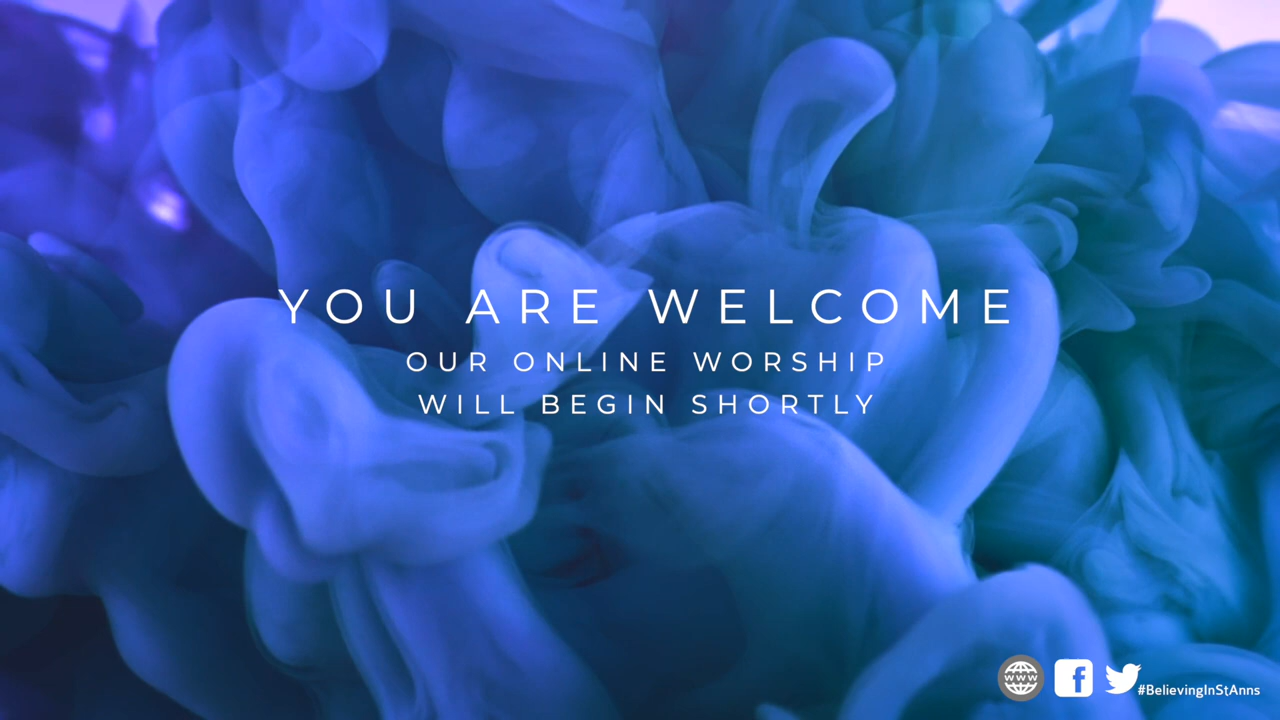 YOU ARE WELCOME
OUR ONLINE WORSHIP
WILL BEGIN SHORTLY
www
#BelievingInStAnns